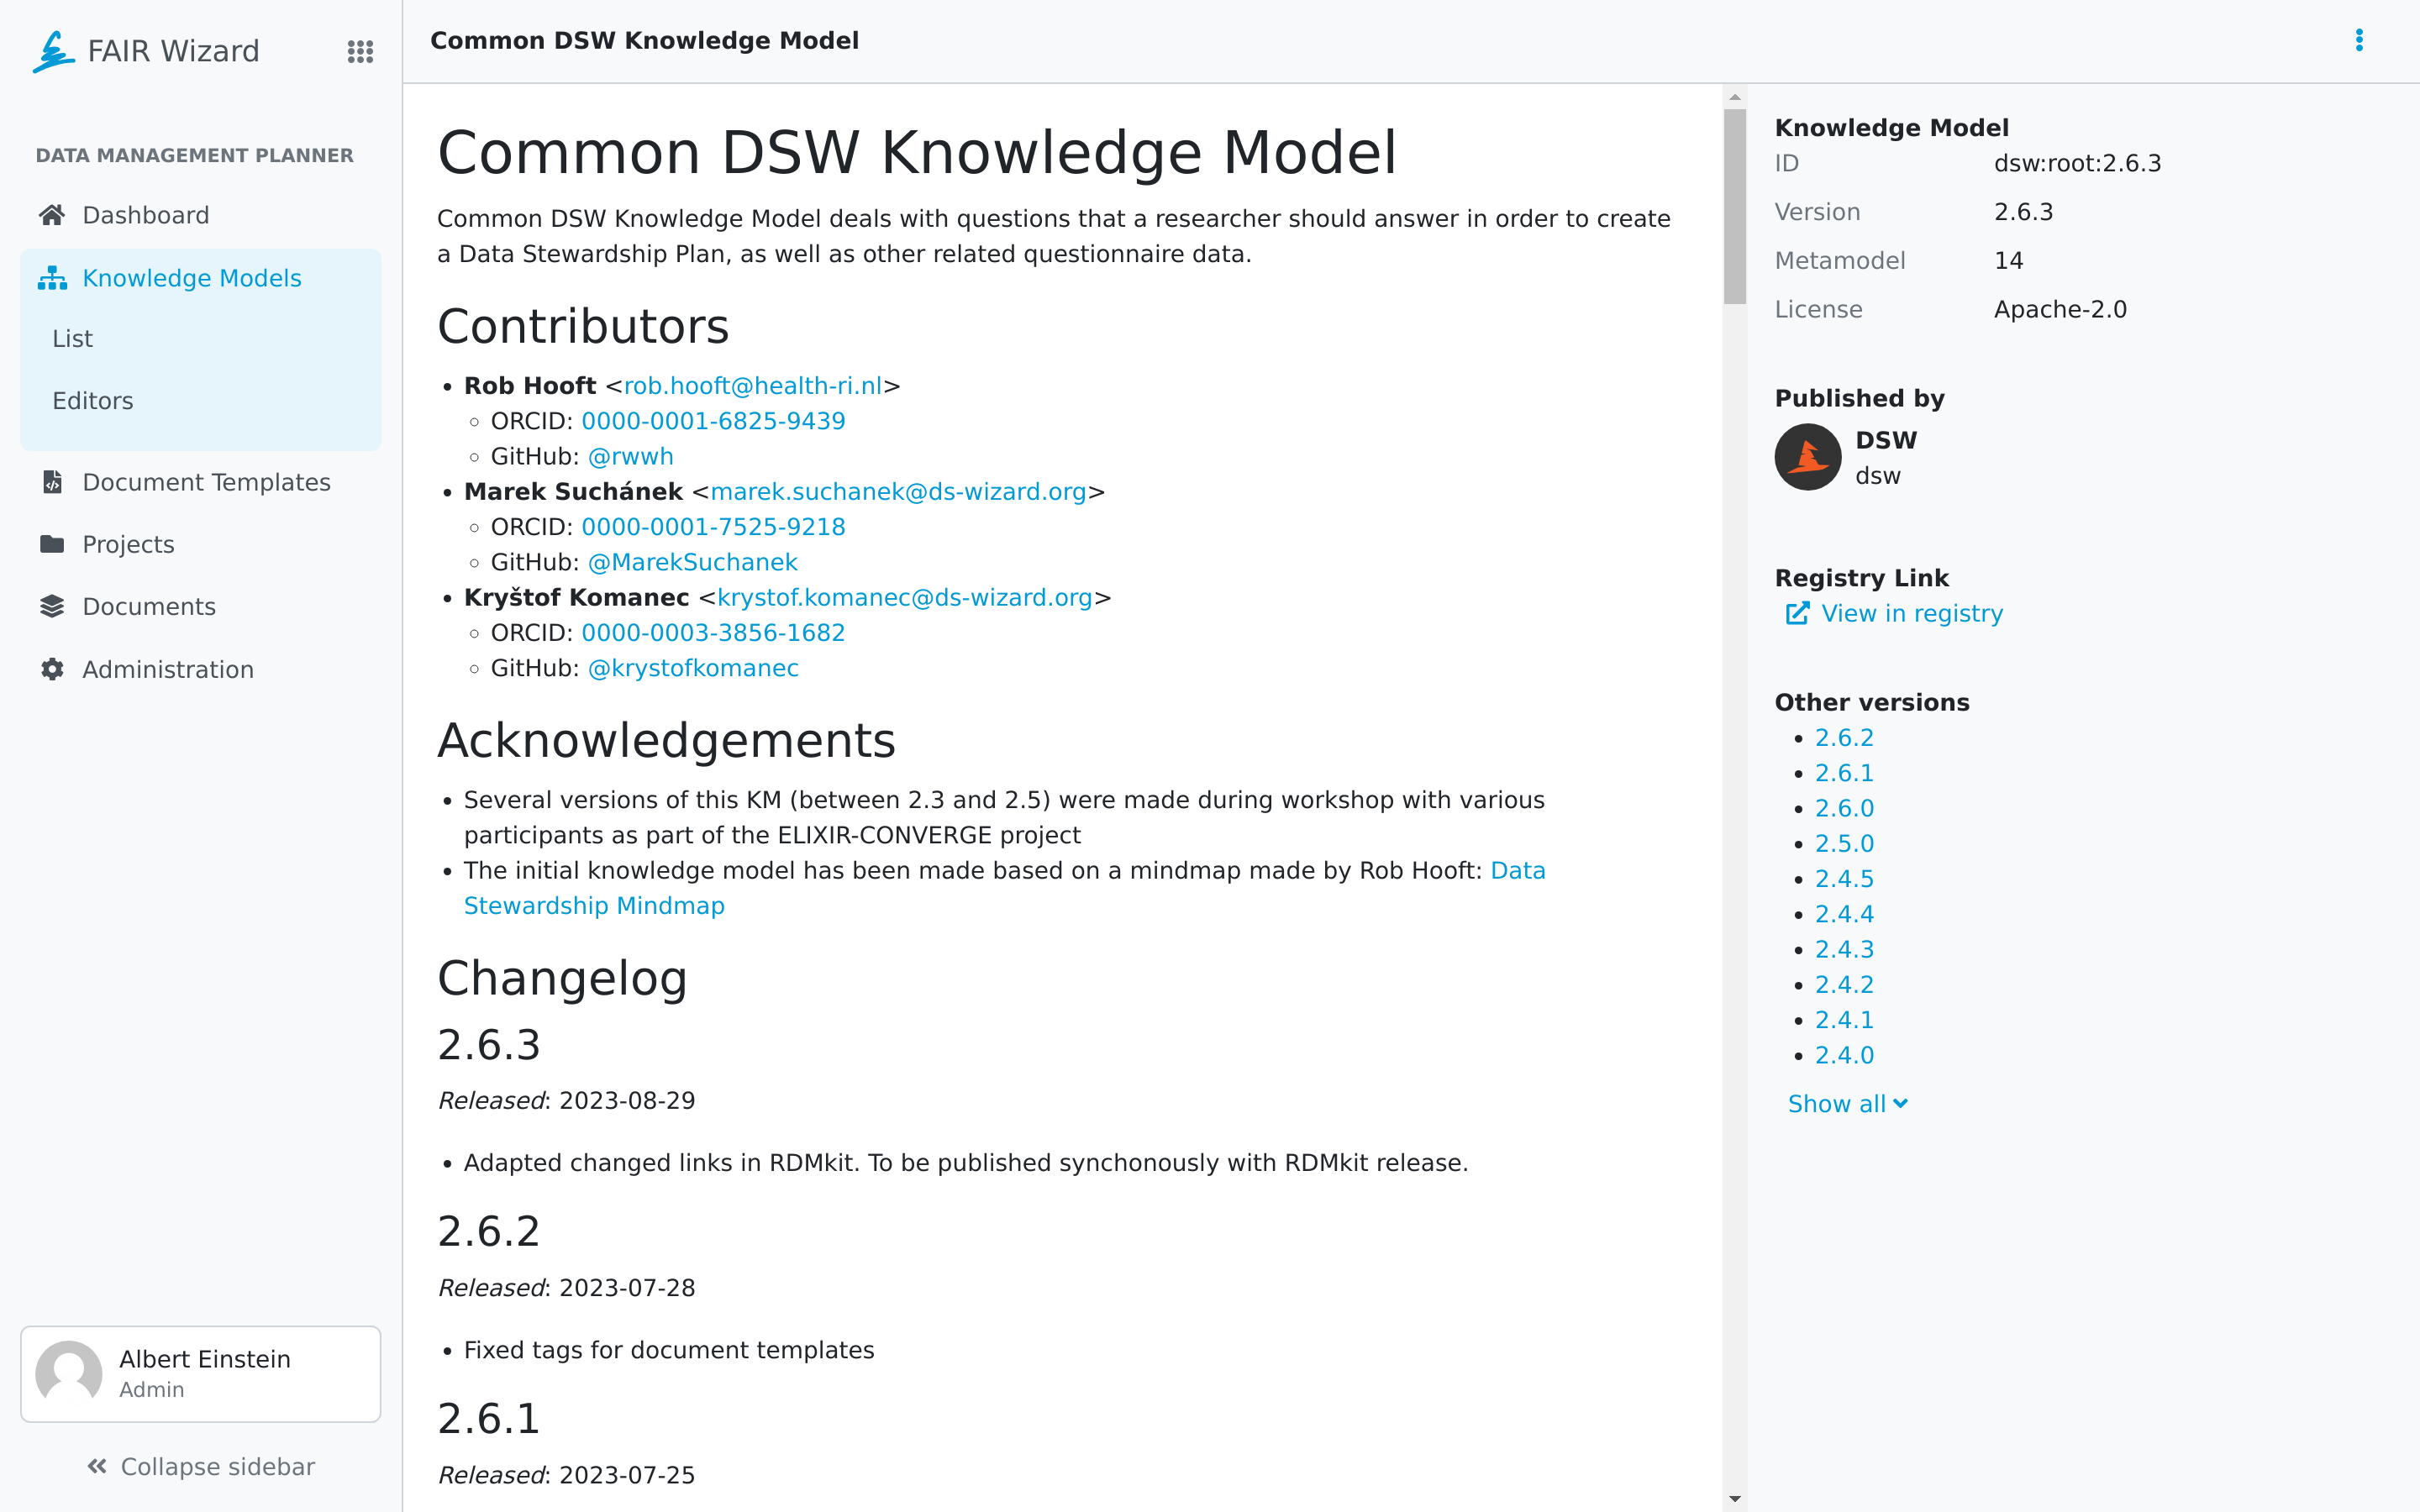 FAIR Wizard
DATA MANAGEMENT PLANNER
Dashboard
Knowledge Models
List
Editors
Document Templates
Projects
Documents
Administration
Albert Einstein
Admin
Collapse sidebar
Common DSW Knowledge Model
Common DSW Knowledge Model
Common DSW Knowledge Model deals with questions that a researcher should answer in order to create
a Data Stewardship Plan, as well as other related questionnaire data.
Contributors
• Rob Hooft <rob.hooft@health-ri.nl>
◦ ORCID: 0000-0001-6825-9439
◦ GitHub: @rwwh
• Marek Suchánek <marek.suchanek@ds-wizard.org>
◦ ORCID: 0000-0001-7525-9218
◦ GitHub: @MarekSuchanek
• Kryštof Komanec <krystof.komanec@ds-wizard.org>
◦ ORCID: 0000-0003-3856-1682
◦ GitHub: @krystofkomanec
Acknowledgements
• Several versions of this KM (between 2.3 and 2.5) were made during workshop with various
participants as part of the ELIXIR-CONVERGE project
• The initial knowledge model has been made based on a mindmap made by Rob Hooft: Data
Stewardship Mindmap
Changelog
2.6.3
Released: 2023-08-29
• Adapted changed links in RDMkit. To be published synchonously with RDMkit release.
2.6.2
Released: 2023-07-28
• Fixed tags for document templates
2.6.1
Released: 2023-07-25
Knowledge Model
ID dsw:root:2.6.3
Version 2.6.3
Metamodel 14
License Apache-2.0
Published by
DSW
dsw
Registry Link
View in registry
Other versions
• 2.6.2
• 2.6.1
• 2.6.0
• 2.5.0
• 2.4.5
• 2.4.4
• 2.4.3
• 2.4.2
• 2.4.1
• 2.4.0
Show all